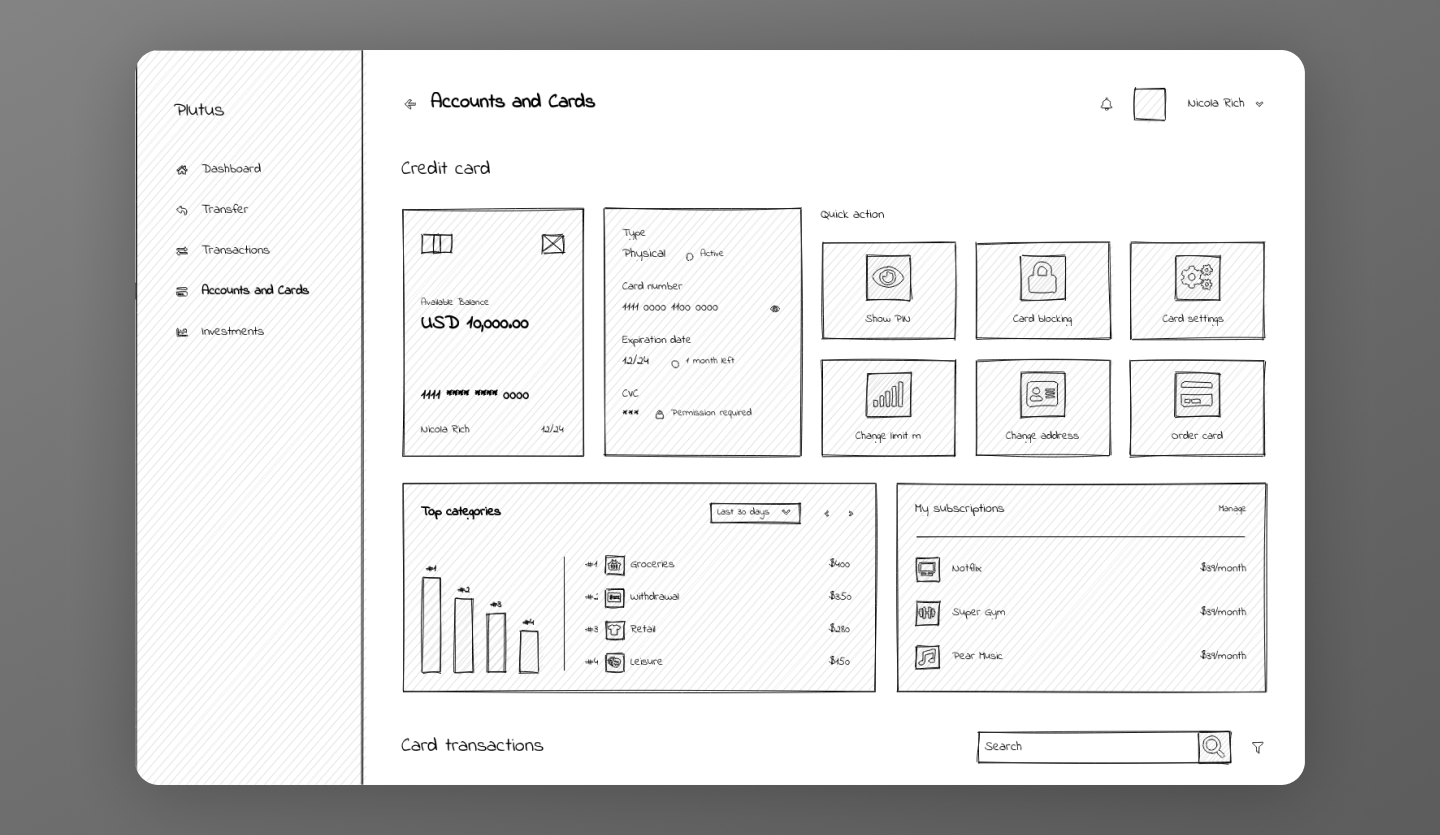 Plutus
Dashboard
Transfer
Transactions
Accounts and Cards
Investments
Accounts and Cards
Nicola Rich
Credit card
Available Balance
USD 10,000.00
1111 **** **** 0000
Nicola Rich 12/24
Type
Physical Active
Card number
1111 0000 1100 0000
Expiration date
12/24 1 month left
CVC
*** Permission required
Quick action
Show PIN
Card blocking
Card settings
Change limit m
Change address
Order card
Top categories
Last 30 days
#1
#2
#3
#4
#1 Groceries $400
#2 Withdrawal $350
#3 Retail $280
#4 Leisure $150
My subscriptions Manage
Notflix $39/month
Super Gym $39/month
Pear Music $39/month
Card transactions
Search